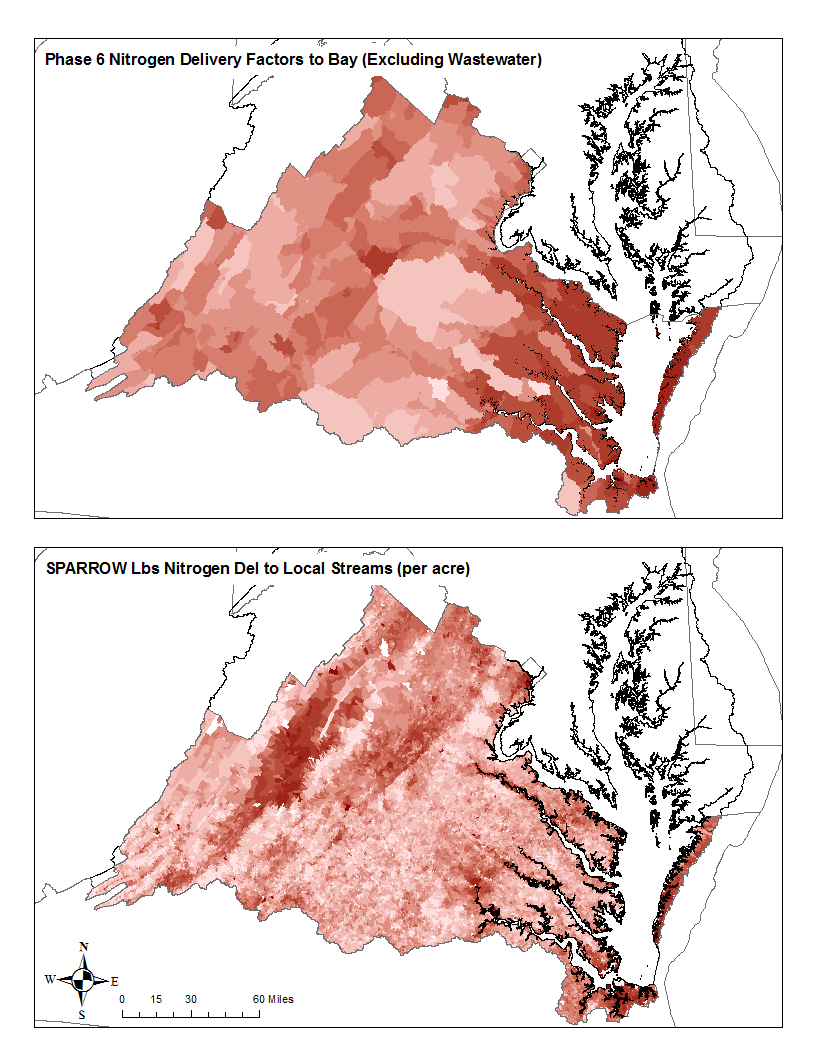 Phase 6 Nitrogen Delivery Factors to Bay (Excluding Wastewater)
SPARROW Lbs Nitrogen Del to Local Streams (per acre)
N
W E
S
0 15 30 60 Miles